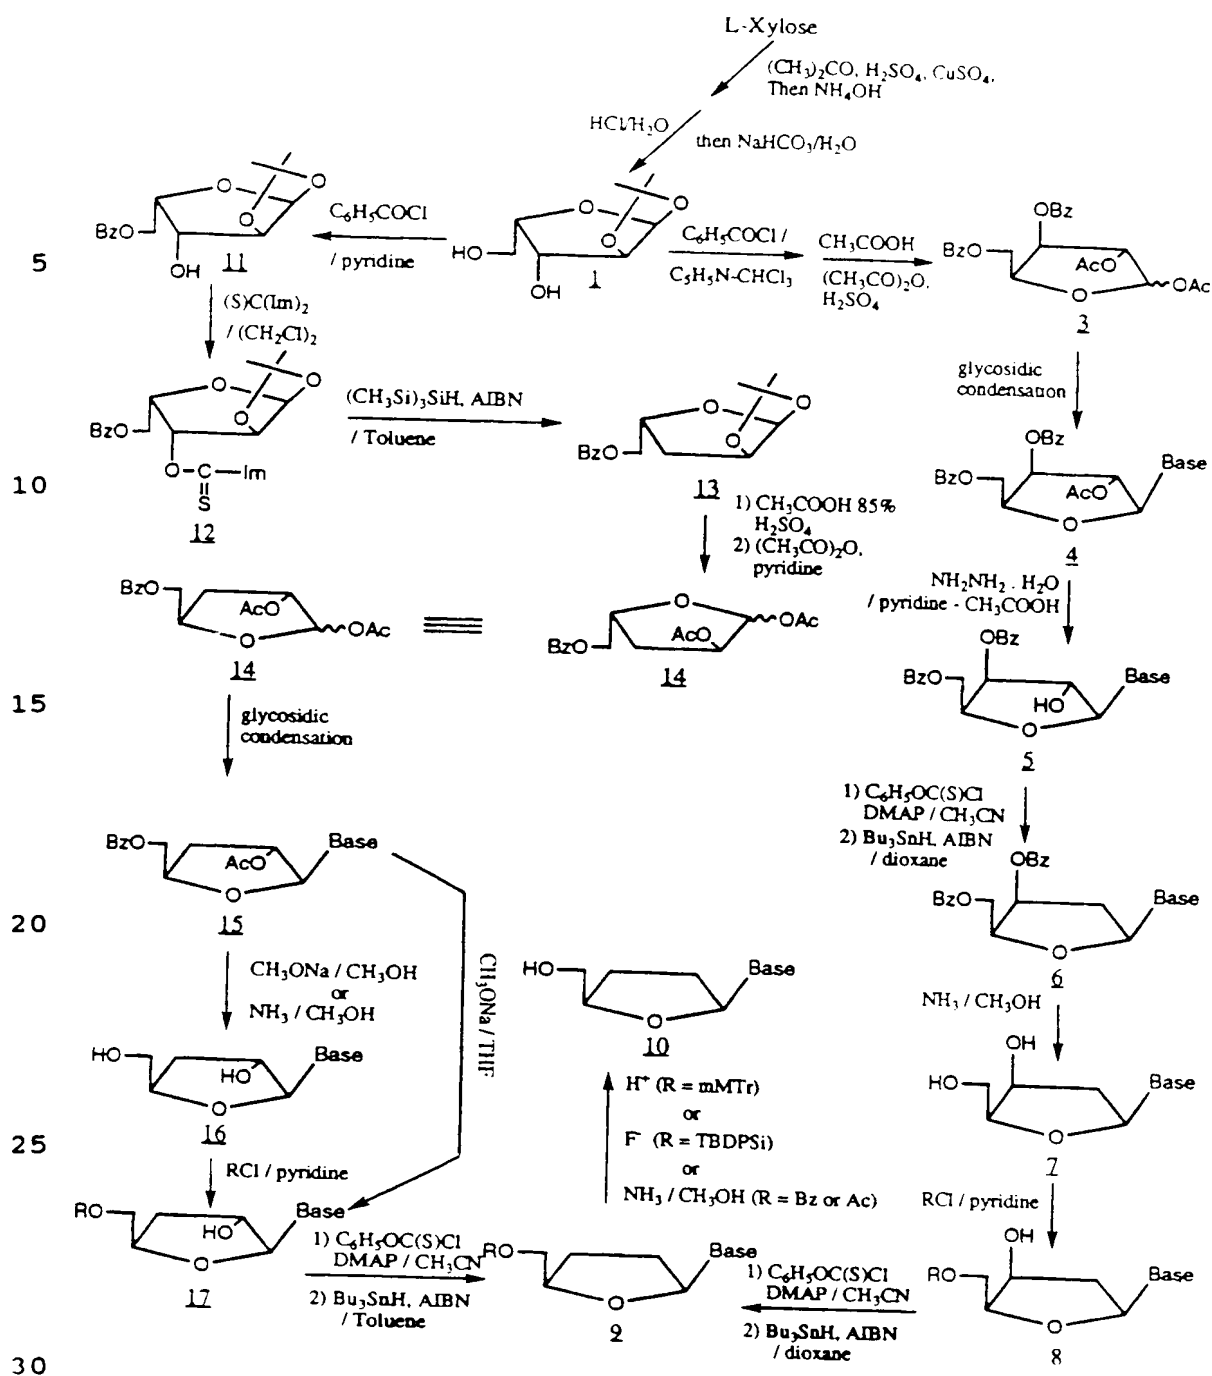 L-Xylose
(CH3)2CO, H2SO4, CuSO4,
Then NH4OH
HCl/H2O
then NaHCO3/H2O
O
O
O
BzO
OH
11
C6H5COCl
/ pyridine
O
O
O
HO
OH
1
C6H5COCl /
C5H5N-CHCl3
CH3COOH
(CH3CO)2O,
H2SO4
OBz
BzO
AcO
OAc
O
3
5
(S)C(Im)2
/ (CH2Cl)2
glycosidic
condensation
O
O
O
BzO
O—C—Im
S
12
(CH3Si)3SiH, AIBN
/ Toluene
O
O
O
BzO
13
OBz
Base
BzO
AcO
O
4
10
1) CH3COOH 85%
H2SO4
2) (CH3CO)2O,
pyridine
NH2NH2 . H2O
/ pyridine - CH3COOH
BzO
AcO
OAc
O
14
O
OAc
AcO
BzO
14
OBz
Base
BzO
HO
O
5
15
glycosidic
condensation
1) C6H5OC(S)Cl
DMAP / CH3CN
2) Bu3SnH, AIBN
/ dioxane
Base
BzO
AcO
O
15
OBz
Base
BzO
O
6
20
CH3ONa / CH3OH
or
NH3 / CH3OH
CH3ONa / THF
Base
HO
O
10
NH3 / CH3OH
Base
HO
HO
O
16
H+ (R = mMTr)
or
F- (R = TBDPSi)
or
NH3 / CH3OH (R = Bz or Ac)
OH
Base
HO
O
7
25
RCl / pyridine
RCl / pyridine
Base
RO
HO
O
17
1) C6H5OC(S)Cl
DMAP / CH3CN
2) Bu3SnH, AIBN
/ Toluene
Base
RO
O
9
1) C6H5OC(S)Cl
DMAP / CH3CN
2) Bu3SnH, AIBN
/ dioxane
OH
Base
RO
O
8
30